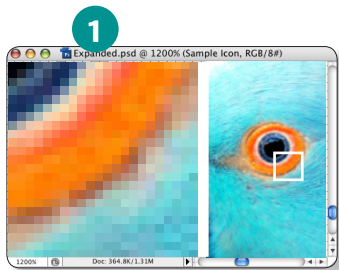 1
Expanded.psd @ 1200% (Sample Icon, RGB/8#)
1200% Doc: 364.8K/1.31M